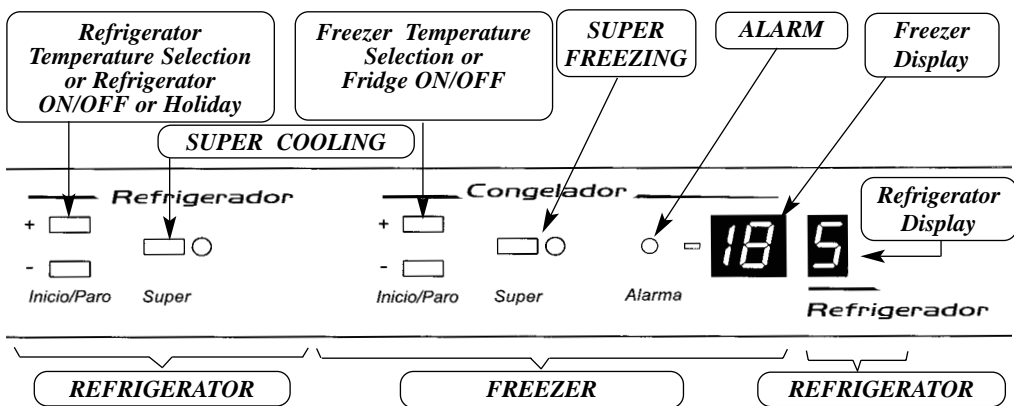 Refrigerator
Temperature Selection
or Refrigerator
ON/OFF or Holiday
Freezer Temperature
Selection or
Fridge ON/OFF
SUPER
FREEZING
ALARM
Freezer
Display
SUPER COOLING
Refrigerador
Congelador
+
-
Inicio/Paro
Super
+
-
Inicio/Paro
Super
Alarma
- 18
5
Refrigerator
Display
Refrigerador
REFRIGERATOR
FREEZER
REFRIGERATOR